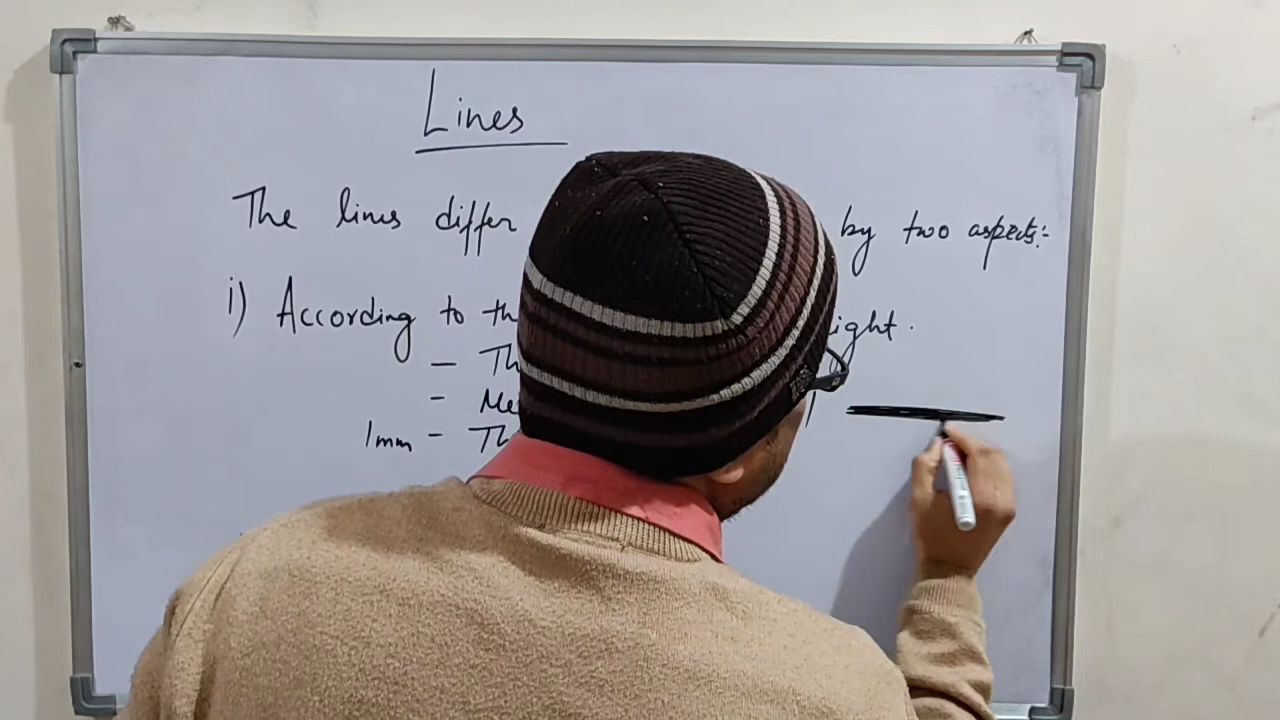 Lines
The lines differ by two aspects:-
i) According to th ight.
- Th
- Me
1mm - Th